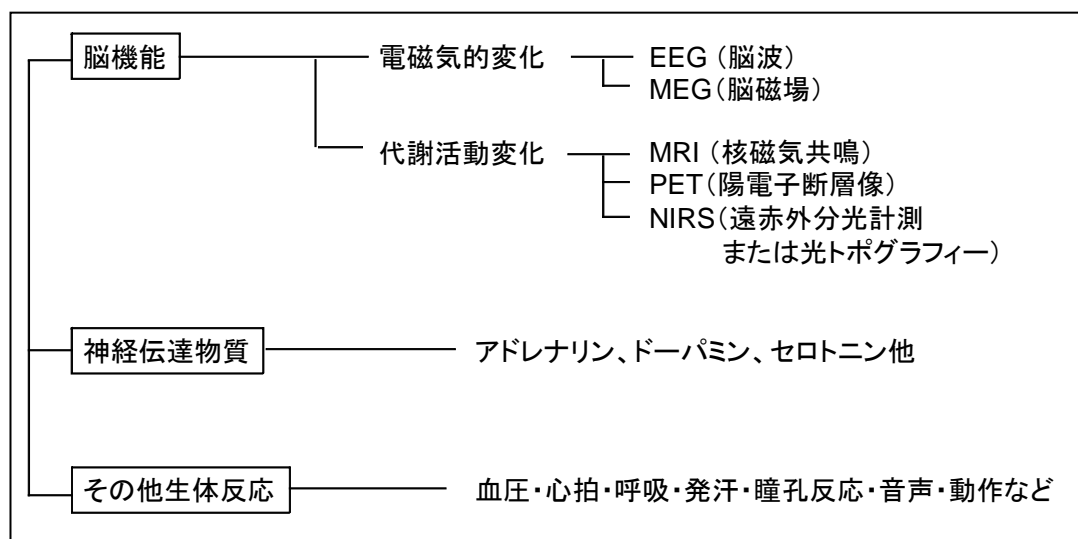 脳機能
電磁気的変化
EEG (脳波)
MEG(脳磁場)
代謝活動変化
MRI (核磁気共鳴)
PET(陽電子断層像)
NIRS(遠赤外分光計測
または光トポグラフィー)
神経伝達物質
アドレナリン、ドーパミン、セロトニン他
その他生体反応
血圧・心拍・呼吸・発汗・瞳孔反応・音声・動作など